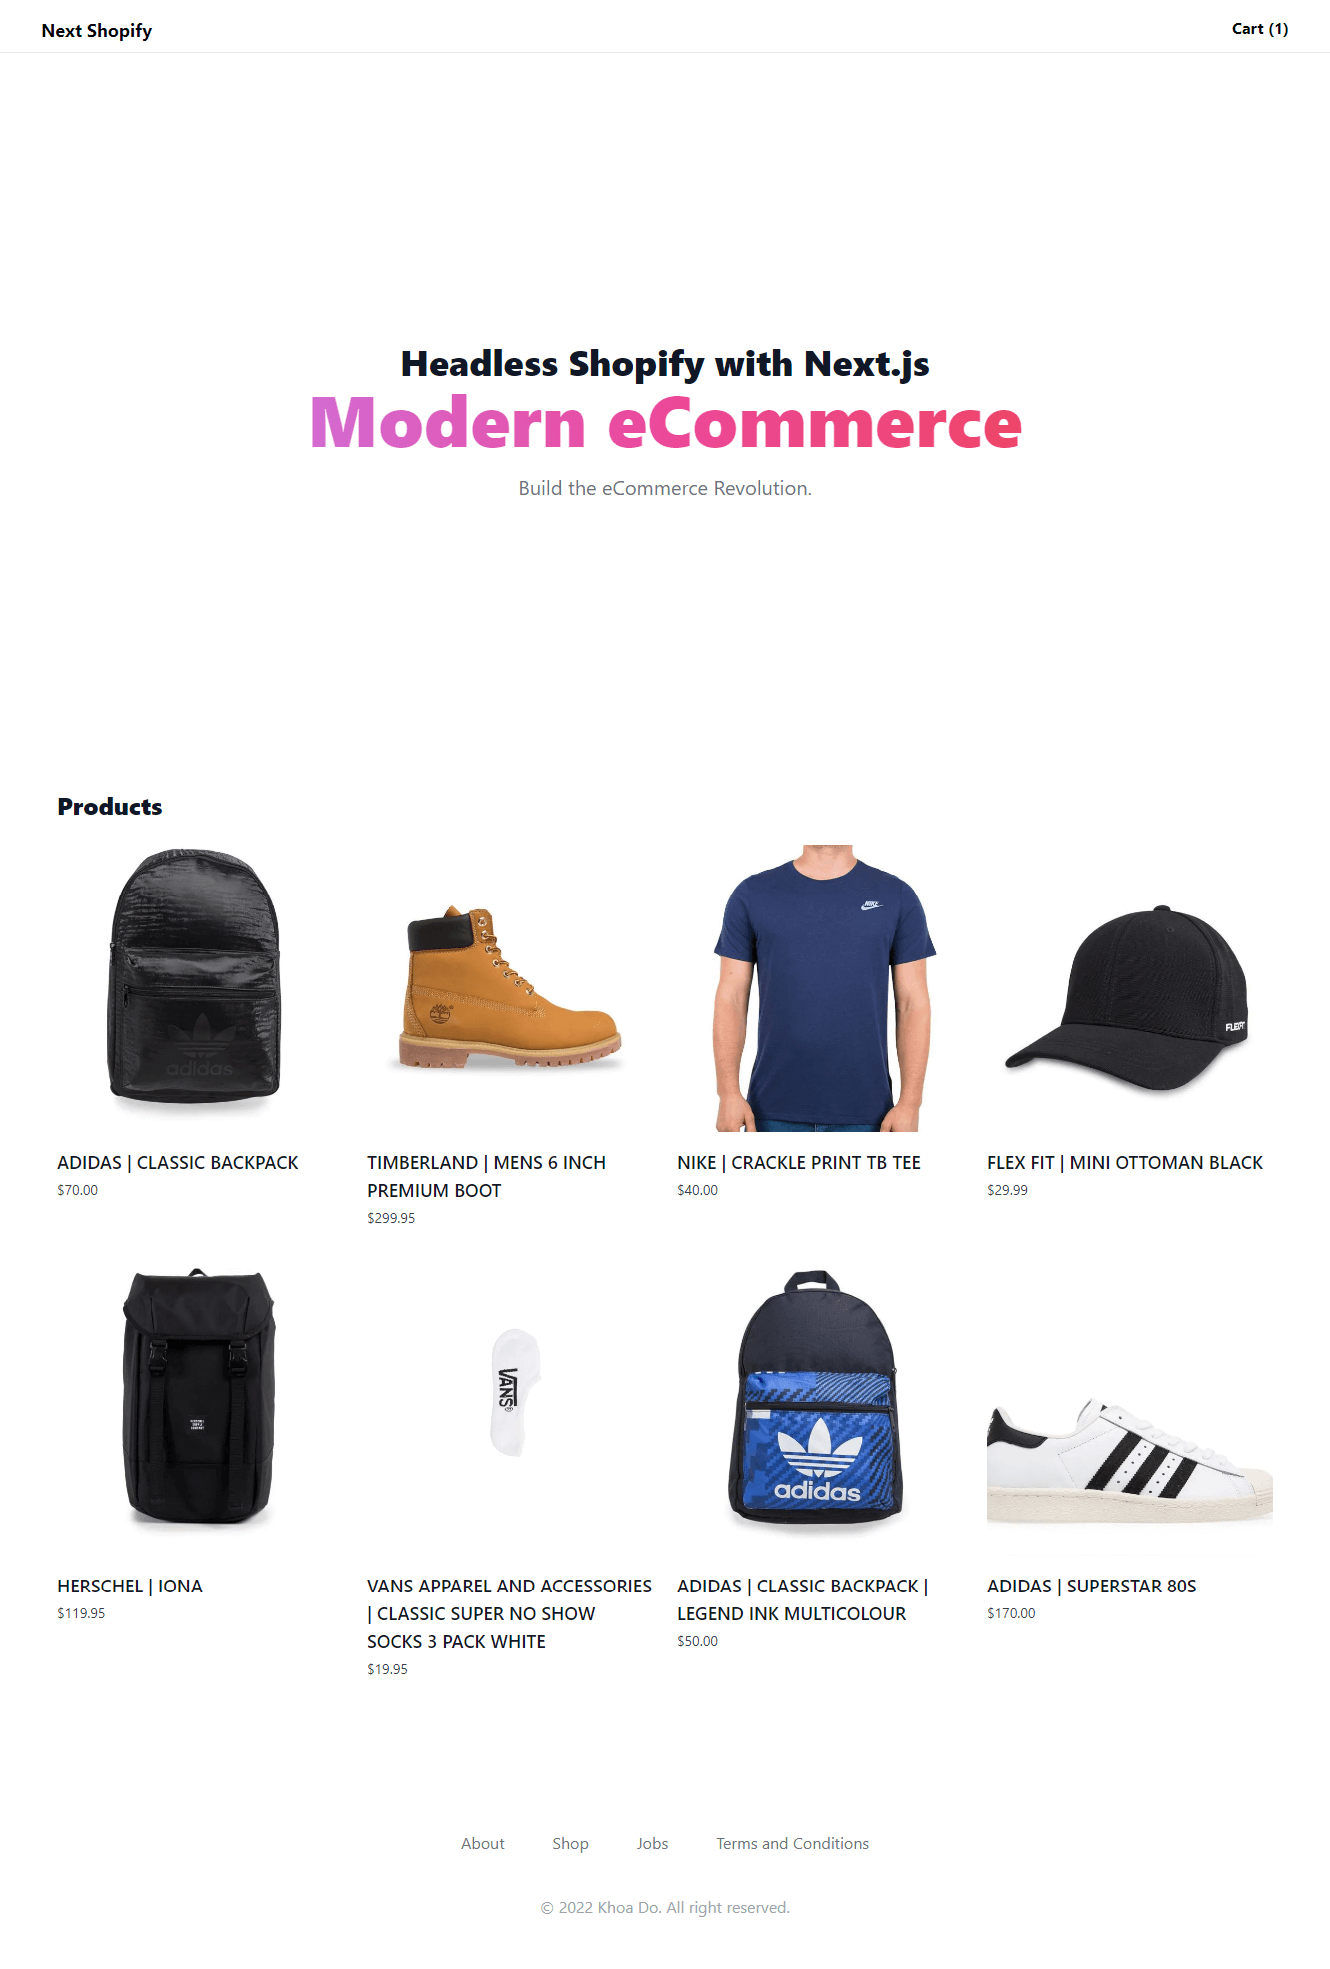 Next Shopify
Cart (1)
Headless Shopify with Next.js
Modern eCommerce
Build the eCommerce Revolution.
Products
adidas
NIKE
FLEXFIT
ADIDAS | CLASSIC BACKPACK
$70.00
TIMBERLAND | MENS 6 INCH
PREMIUM BOOT
$299.95
NIKE | CRACKLE PRINT TB TEE
$40.00
FLEX FIT | MINI OTTOMAN BLACK
$29.99
VANS
adidas
HERSCHEL | IONA
$119.95
VANS APPAREL AND ACCESSORIES
| CLASSIC SUPER NO SHOW
SOCKS 3 PACK WHITE
$19.95
ADIDAS | CLASSIC BACKPACK |
LEGEND INK MULTICOLOUR
$50.00
ADIDAS | SUPERSTAR 80S
$170.00
About
Shop
Jobs
Terms and Conditions
© 2022 Khoa Do. All right reserved.